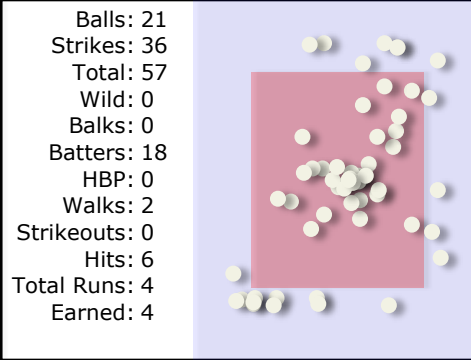 Balls: 21
Strikes: 36
Total: 57
Wild: 0
Balks: 0
Batters: 18
HBP: 0
Walks: 2
Strikeouts: 0
Hits: 6
Total Runs: 4
Earned: 4